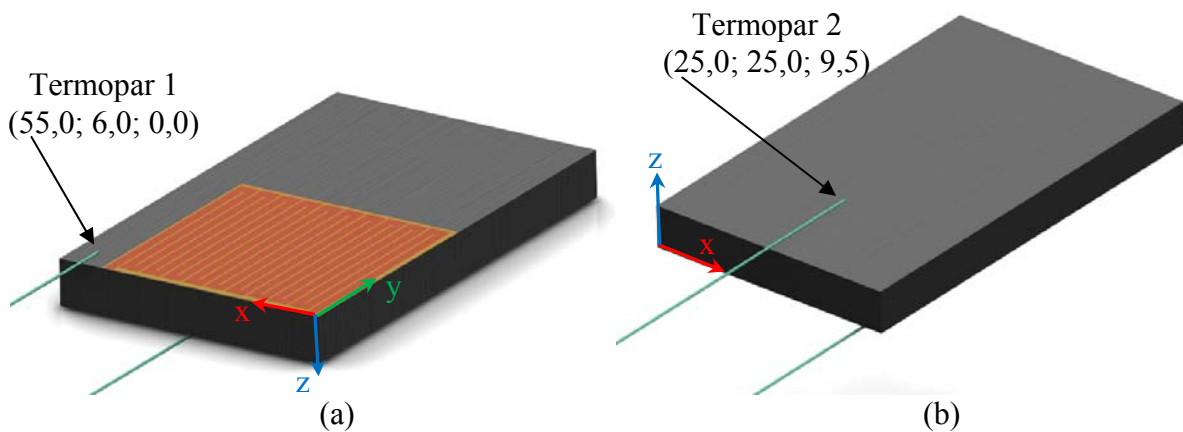 Termopar 1
(55,0; 6,0; 0,0)
x
y
z
(a)
Termopar 2
(25,0; 25,0; 9,5)
z
x
(b)